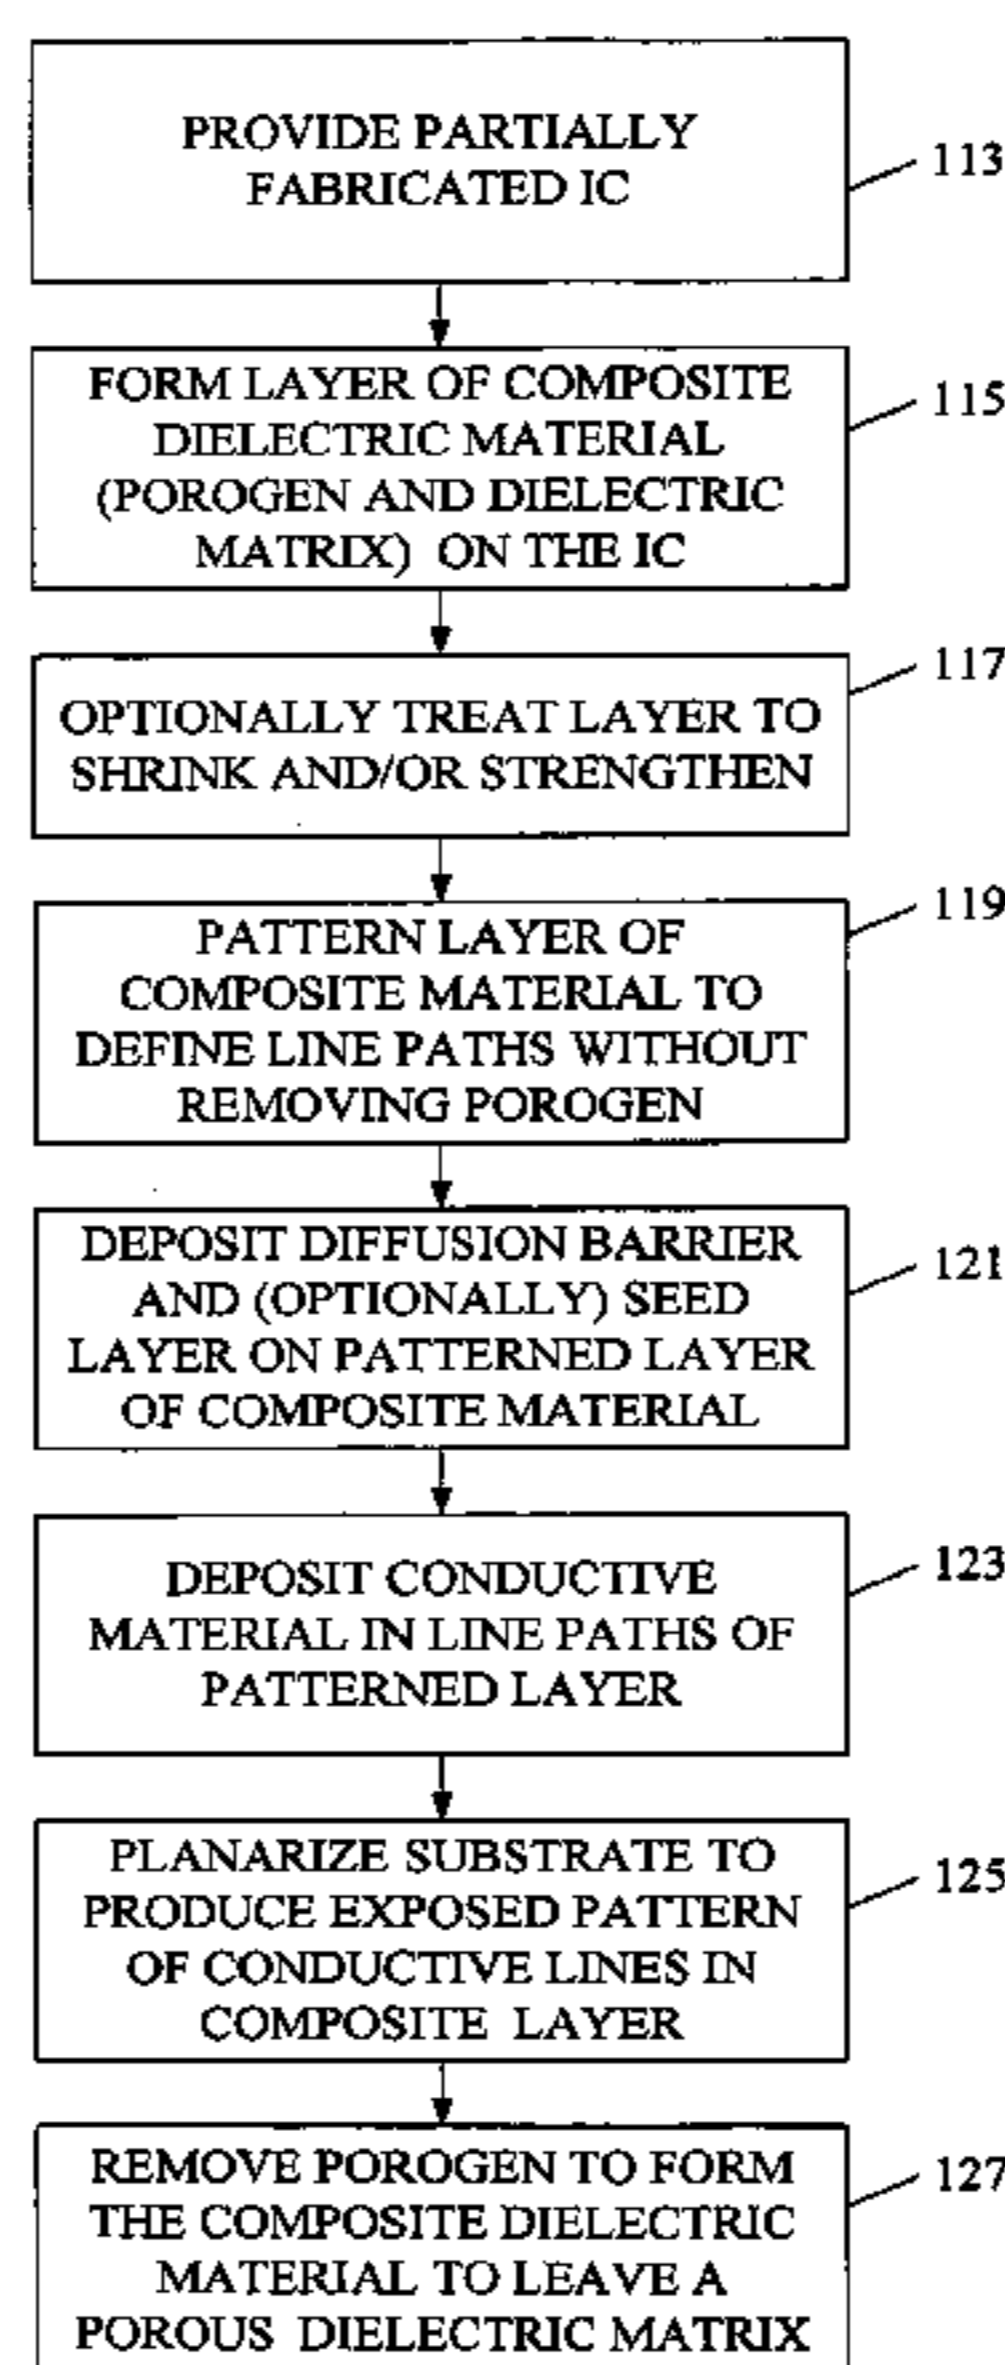 PROVIDE PARTIALLY
FABRICATED IC
113
FORM LAYER OF COMPOSITE
DIELECTRIC MATERIAL
(POROGEN AND DIELECTRIC
MATRIX) ON THE IC
115
OPTIONALLY TREAT LAYER TO
SHRINK AND/OR STRENGTHEN
117
PATTERN LAYER OF
COMPOSITE MATERIAL TO
DEFINE LINE PATHS WITHOUT
REMOVING POROGEN
119
DEPOSIT DIFFUSION BARRIER
AND (OPTIONALLY) SEED
LAYER ON PATTERNED LAYER
OF COMPOSITE MATERIAL
121
DEPOSIT CONDUCTIVE
MATERIAL IN LINE PATHS OF
PATTERNED LAYER
123
PLANARIZE SUBSTRATE TO
PRODUCE EXPOSED PATTERN
OF CONDUCTIVE LINES IN
COMPOSITE LAYER
125
REMOVE POROGEN TO FORM
THE COMPOSITE DIELECTRIC
MATERIAL TO LEAVE A
POROUS DIELECTRIC MATRIX
127